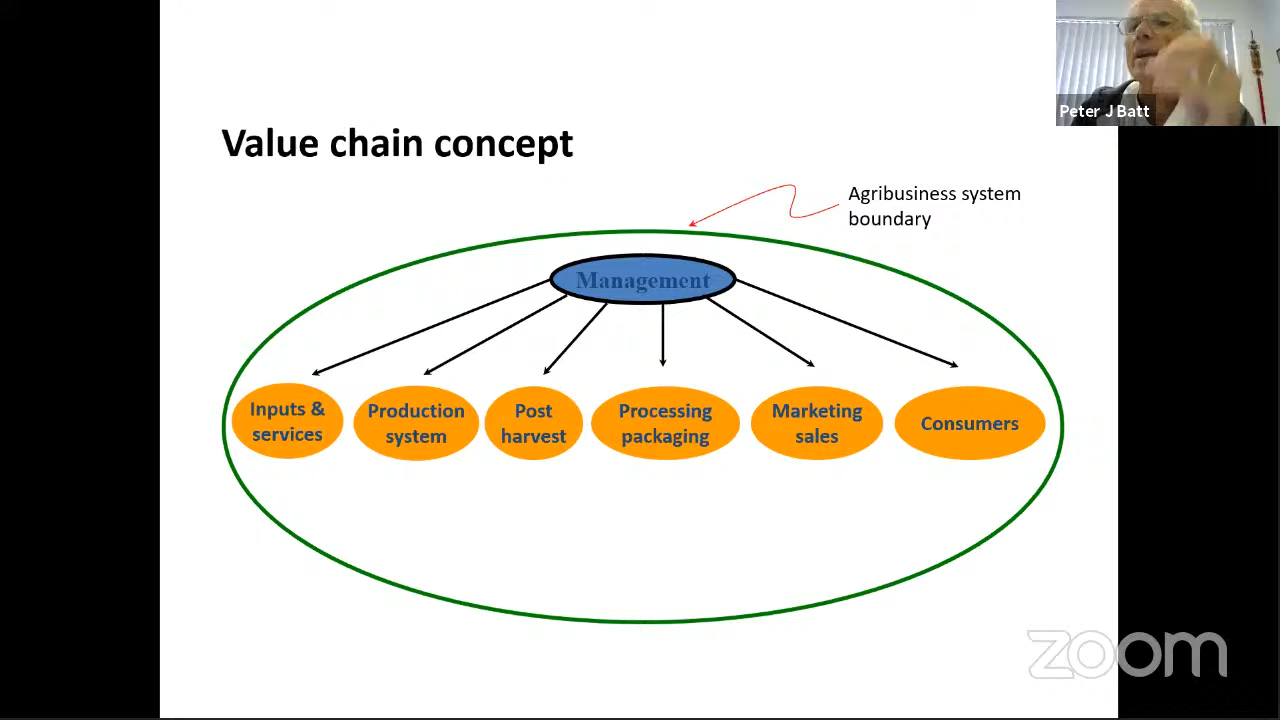 Peter J Batt
Value chain concept
Agribusiness system
boundary
Management
Inputs &
services
Production
system
Post
harvest
Processing
packaging
Marketing
sales
Consumers
zoom